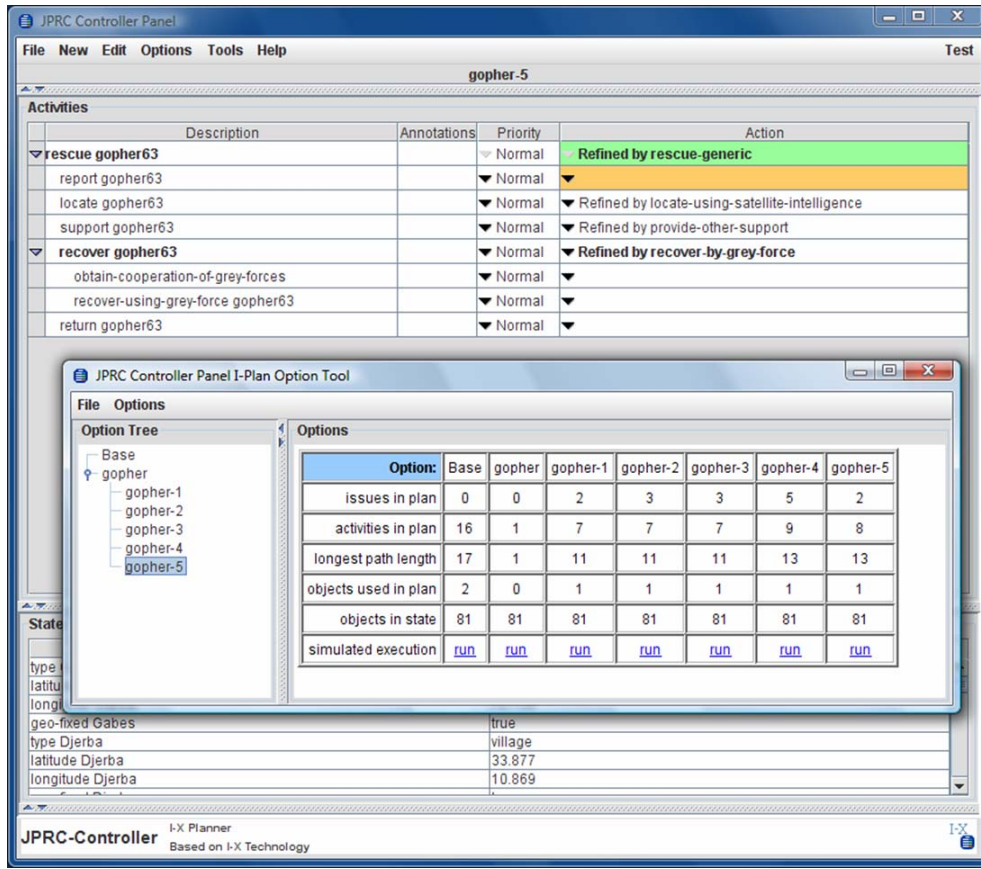 JPRC Controller Panel
File New Edit Options Tools Help Test
gopher-5
Activities
Description Annotations Priority Action
rescue gopher63 Normal Refined by rescue-generic
report gopher63 Normal
locate gopher63 Normal Refined by locate-using-satellite-intelligence
support gopher63 Normal Refined by provide-other-support
recover gopher63 Normal Refined by recover-by-grey-force
obtain-cooperation-of-grey-forces Normal
recover-using-grey-force gopher63 Normal
return gopher63 Normal
JPRC Controller Panel I-Plan Option Tool
File Options
Option Tree
Base
gopher
gopher-1
gopher-2
gopher-3
gopher-4
gopher-5
Options
Option: Base gopher gopher-1 gopher-2 gopher-3 gopher-4 gopher-5
issues in plan 0 0 2 3 3 5 2
activities in plan 16 1 7 7 7 9 8
longest path length 17 1 11 11 11 13 13
objects used in plan 2 0 1 1 1 1 1
objects in state 81 81 81 81 81 81 81
simulated execution run run run run run run run
State
type
latitu
longi
geo-fixed Gabes true
type Djerba village
latitude Djerba 33.877
longitude Djerba 10.869
JPRC-Controller
I-X Planner
Based on I-X Technology
I-X